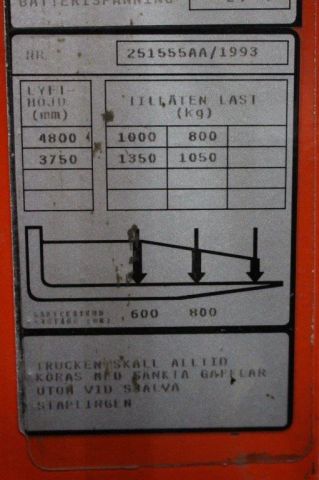 BATTERISPÄNNING
NR. 251555AA/1993
LYFT- TILLÅTEN LAST
HÖJD (kg)
(mm)
4800 1000 800
3750 1350 1050
600 800
TRUCKEN SKALL ALLTID
KÖRAS MED SÄNKTA GAFFLAR
UTOM VID SJÄLVA
STAPLINGEN